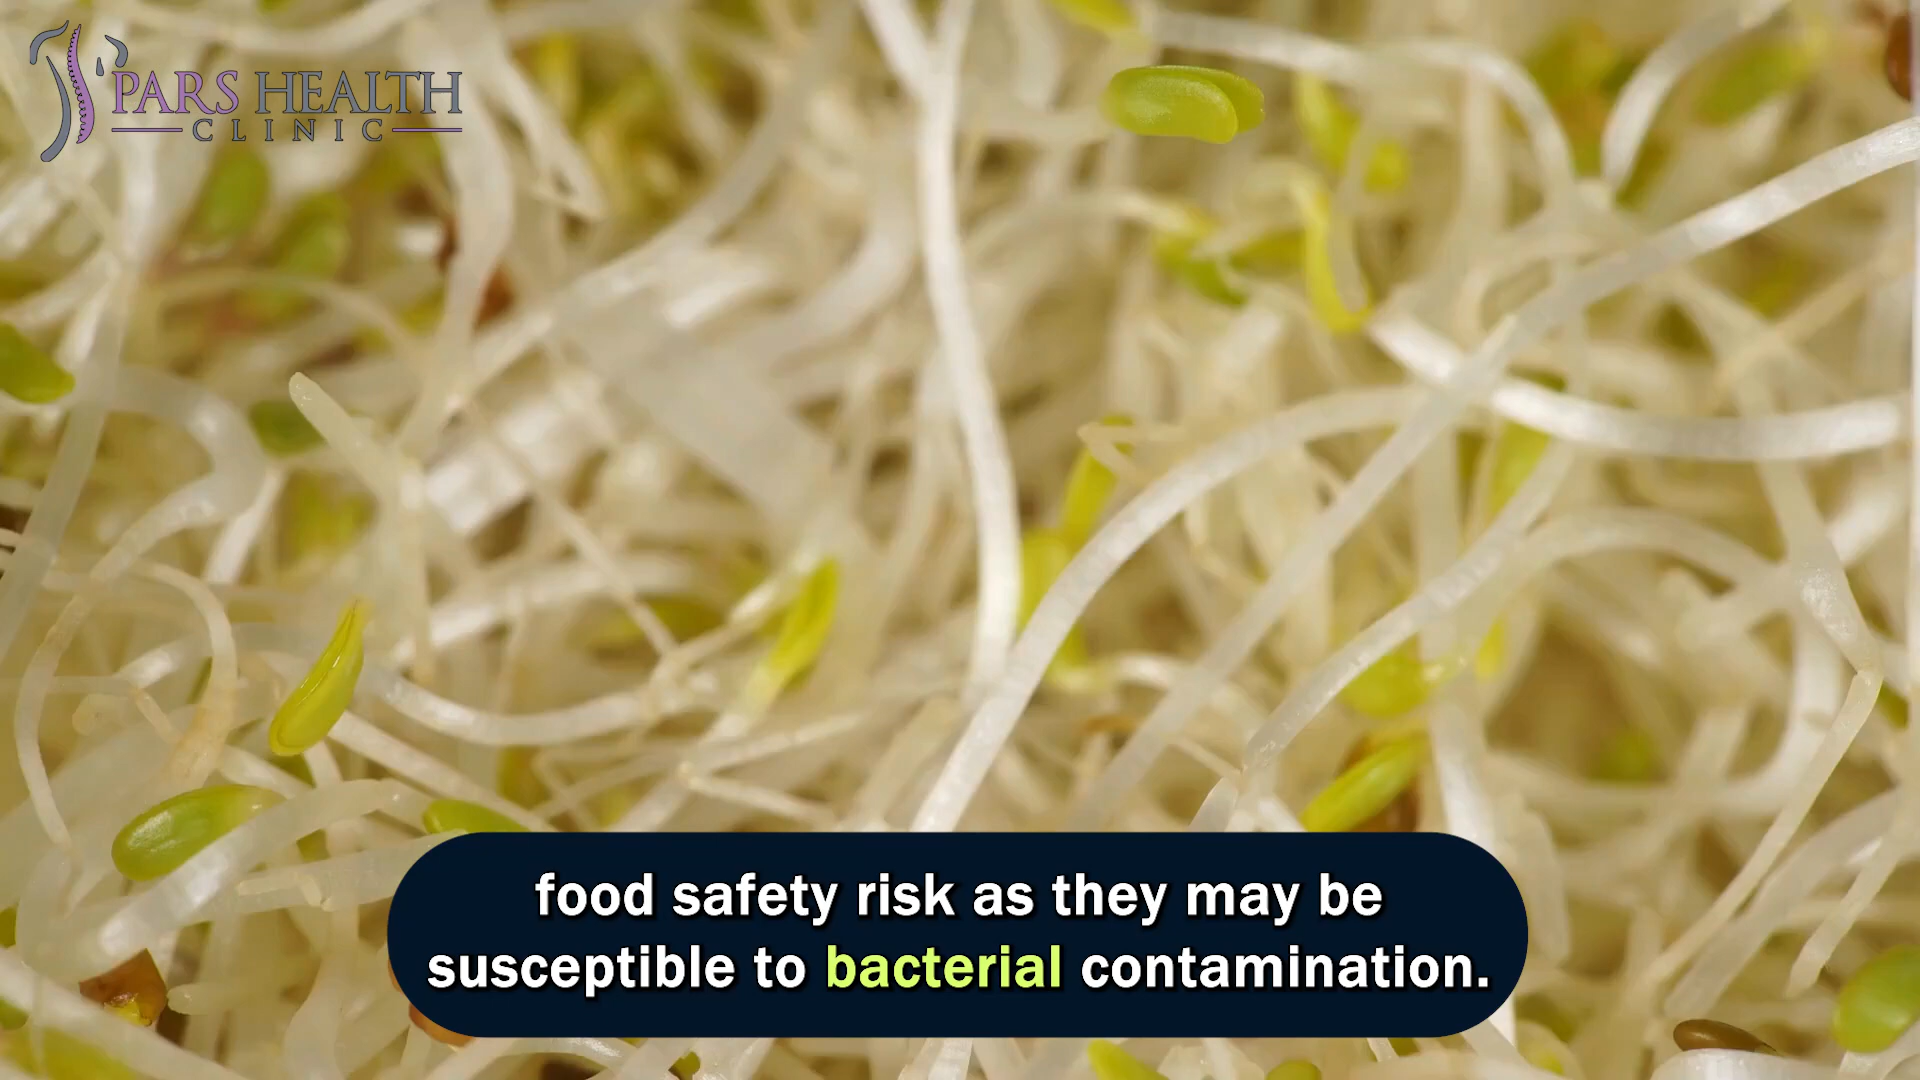 PARS HEALTH
CLINIC
food safety risk as they may be
susceptible to bacterial contamination.